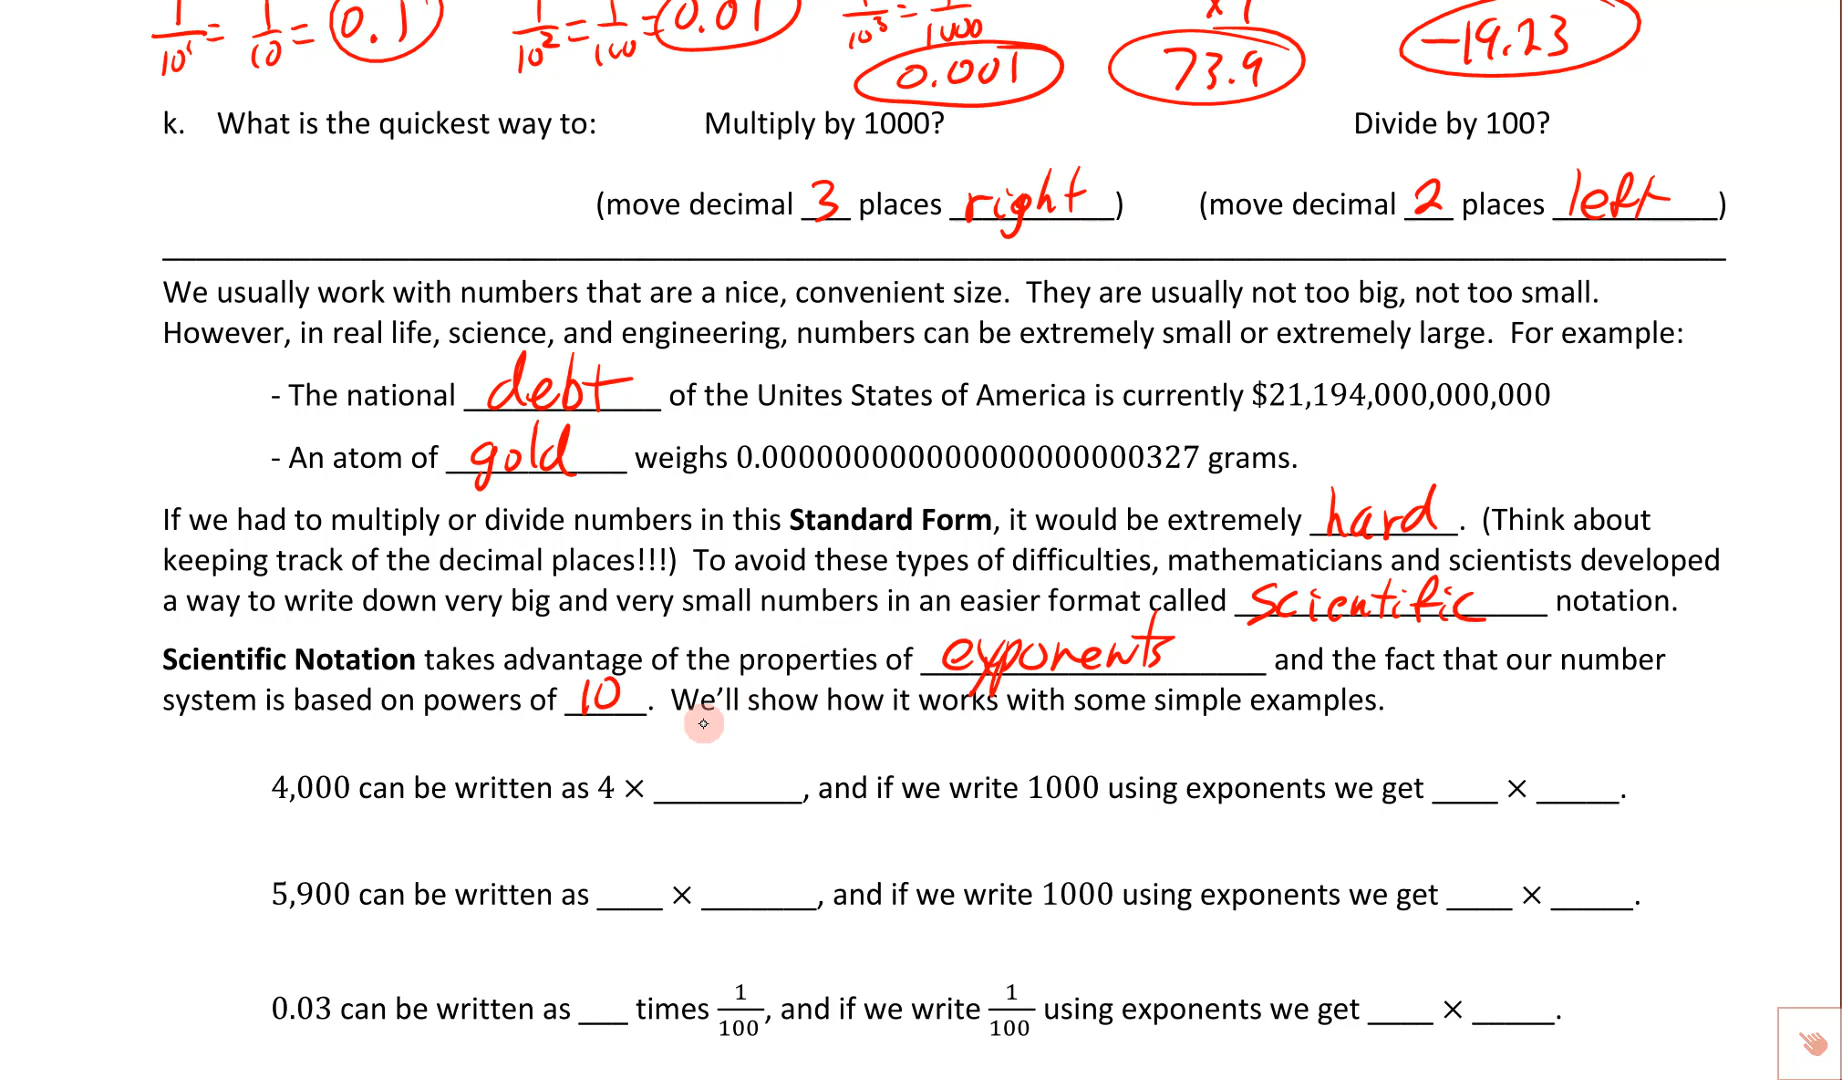 1/10¹ = 1/10 = 0.1 1/10² = 1/100 = 0.01 1/10³ = 1/1000
0.001 73.9 -19.23
k. What is the quickest way to: Multiply by 1000? Divide by 100?
(move decimal 3 places right) (move decimal 2 places left)
We usually work with numbers that are a nice, convenient size. They are usually not too big, not too small.
However, in real life, science, and engineering, numbers can be extremely small or extremely large. For example:
- The national debt of the Unites States of America is currently $21,194,000,000,000
- An atom of gold weighs 0.000000000000000000000327 grams.
If we had to multiply or divide numbers in this Standard Form, it would be extremely hard. (Think about
keeping track of the decimal places!!!) To avoid these types of difficulties, mathematicians and scientists developed
a way to write down very big and very small numbers in an easier format called scientific notation.
Scientific Notation takes advantage of the properties of exponents and the fact that our number
system is based on powers of 10. We'll show how it works with some simple examples.
4,000 can be written as 4 × ________, and if we write 1000 using exponents we get ____ × _____.
5,900 can be written as ____ × _______, and if we write 1000 using exponents we get ____ × _____.
0.03 can be written as ___ times 1/100, and if we write 1/100 using exponents we get ____ × _____.